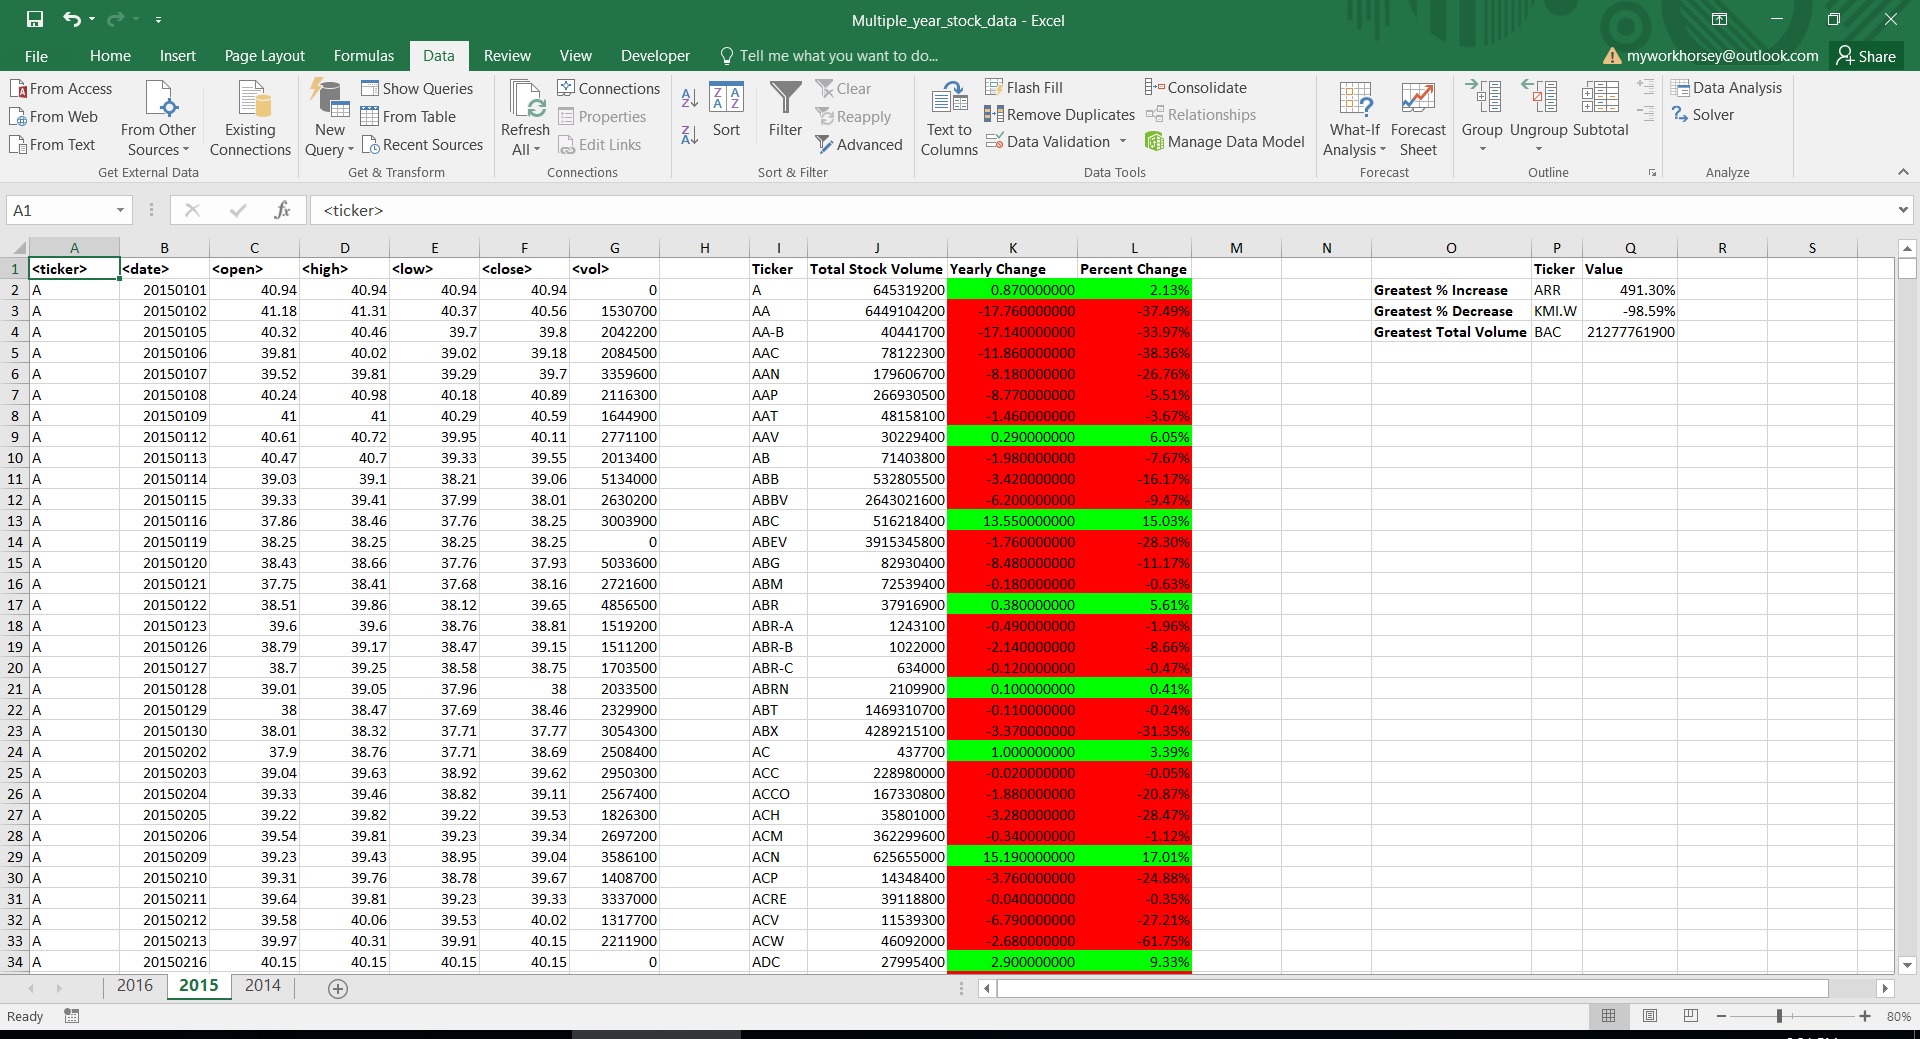 Multiple_year_stock_data - Excel
File Home Insert Page Layout Formulas Data Review View Developer Tell me what you want to do... myworkhorsey@outlook.com Share
From Access
From Web
From Text
From Other Sources
Existing Connections
Get External Data
New Query
Show Queries
From Table
Recent Sources
Get & Transform
Refresh All
Connections
Properties
Edit Links
Connections
Sort
Filter
Clear
Reapply
Advanced
Sort & Filter
Text to Columns
Flash Fill
Remove Duplicates
Data Validation
Consolidate
Relationships
Manage Data Model
Data Tools
What-If Analysis
Forecast Sheet
Forecast
Group Ungroup Subtotal
Outline
Data Analysis
Solver
Analyze
A1 fx <ticker>
A B C D E F G H I J K L M N O P Q R S
1 <ticker> <date> <open> <high> <low> <close> <vol> Ticker Total Stock Volume Yearly Change Percent Change Ticker Value
2 A 20150101 40.94 40.94 40.94 40.94 0 A 645319200 0.870000000 2.13% Greatest % Increase ARR 491.30%
3 A 20150102 41.18 41.31 40.37 40.56 1530700 AA 6449104200 -17.760000000 -37.49% Greatest % Decrease KMI.W -98.59%
4 A 20150105 40.32 40.46 39.7 39.8 2042200 AA-B 40441700 -17.140000000 -33.97% Greatest Total Volume BAC 21277761900
5 A 20150106 39.81 40.02 39.02 39.18 2084500 AAC 78122300 -11.860000000 -38.36%
6 A 20150107 39.52 39.81 39.29 39.7 3359600 AAN 179606700 -8.180000000 -26.76%
7 A 20150108 40.24 40.98 40.18 40.89 2116300 AAP 266930500 -8.770000000 -5.51%
8 A 20150109 41 41 40.29 40.59 1644900 AAT 48158100 -1.460000000 -3.67%
9 A 20150112 40.61 40.72 39.95 40.11 2771100 AAV 30229400 0.290000000 6.05%
10 A 20150113 40.47 40.7 39.33 39.55 2013400 AB 71403800 -1.980000000 -7.67%
11 A 20150114 39.03 39.1 38.21 39.06 5134000 ABB 532805500 -3.420000000 -16.17%
12 A 20150115 39.33 39.41 37.99 38.01 2630200 ABBV 2643021600 -6.200000000 -9.47%
13 A 20150116 37.86 38.46 37.76 38.25 3003900 ABC 516218400 13.550000000 15.03%
14 A 20150119 38.25 38.25 38.25 38.25 0 ABEV 3915345800 -1.760000000 -28.30%
15 A 20150120 38.43 38.66 37.76 37.93 5033600 ABG 82930400 -8.480000000 -11.17%
16 A 20150121 37.75 38.41 37.68 38.16 2721600 ABM 72539400 -0.180000000 -0.63%
17 A 20150122 38.51 39.86 38.12 39.65 4856500 ABR 37916900 0.380000000 5.61%
18 A 20150123 39.6 39.6 38.76 38.81 1519200 ABR-A 1243100 -0.490000000 -1.96%
19 A 20150126 38.79 39.17 38.47 39.15 1511200 ABR-B 1022000 -2.140000000 -8.66%
20 A 20150127 38.7 39.25 38.58 38.75 1703500 ABR-C 634000 -0.120000000 -0.47%
21 A 20150128 39.01 39.05 37.96 38 2033500 ABRN 2109900 0.100000000 0.41%
22 A 20150129 38 38.47 37.69 38.46 2329900 ABT 1469310700 -0.110000000 -0.24%
23 A 20150130 38.01 38.32 37.71 37.77 3054300 ABX 4289215100 -3.370000000 -31.35%
24 A 20150202 37.9 38.76 37.71 38.69 2508400 AC 437700 1.000000000 3.39%
25 A 20150203 39.04 39.63 38.92 39.62 2950300 ACC 228980000 -0.020000000 -0.05%
26 A 20150204 39.33 39.46 38.82 39.11 2567400 ACCO 167330800 -1.880000000 -20.87%
27 A 20150205 39.22 39.82 39.22 39.53 1826300 ACH 35801000 -3.280000000 -28.47%
28 A 20150206 39.54 39.81 39.23 39.34 2697200 ACM 362299600 -0.340000000 -1.12%
29 A 20150209 39.23 39.43 38.95 39.04 3586100 ACN 625655000 15.190000000 17.01%
30 A 20150210 39.31 39.76 38.78 39.67 1408700 ACP 14348400 -3.760000000 -24.88%
31 A 20150211 39.64 39.81 39.23 39.33 3337000 ACRE 39118800 -0.040000000 -0.35%
32 A 20150212 39.58 40.06 39.53 40.02 1317700 ACV 11539300 -6.790000000 -27.21%
33 A 20150213 39.97 40.31 39.91 40.15 2211900 ACW 46092000 -2.680000000 -61.75%
34 A 20150216 40.15 40.15 40.15 40.15 0 ADC 27995400 2.900000000 9.33%
2016 2015 2014
Ready 80%